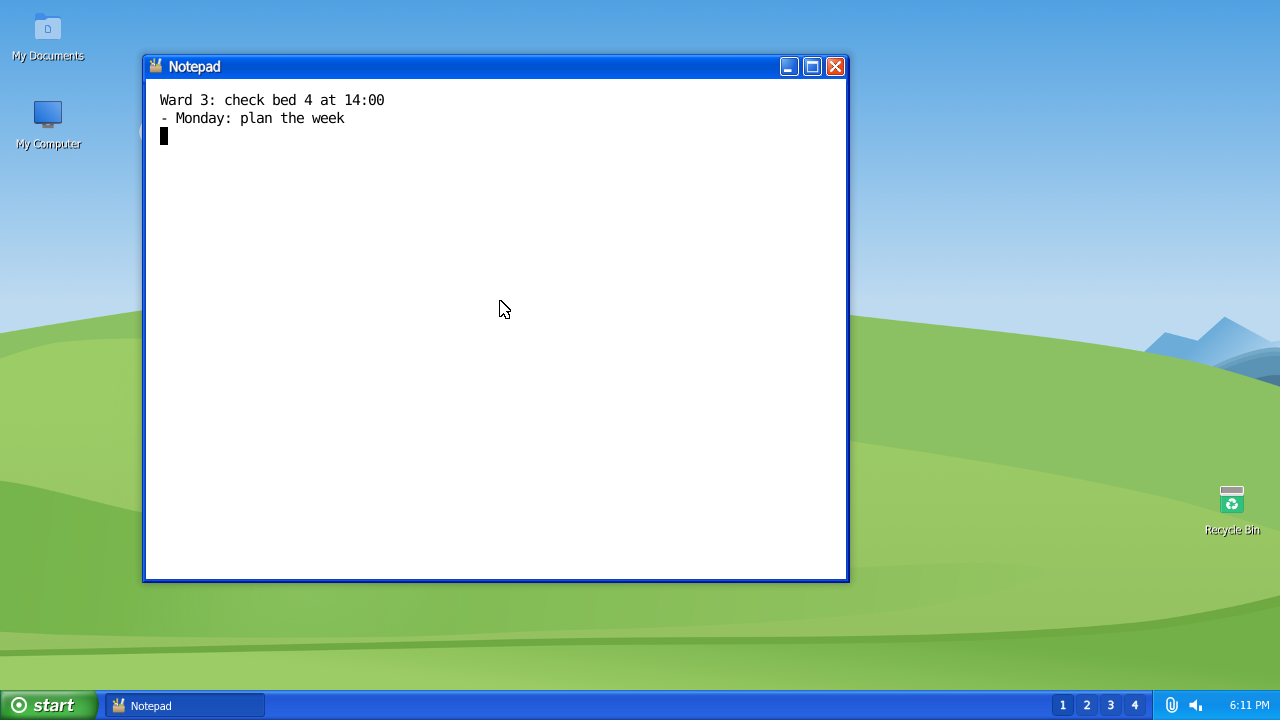 My Documents
My Computer
Notepad
Ward 3: check bed 4 at 14:00
- Monday: plan the week
Recycle Bin
start
Notepad
1 2 3 4
6:11 PM